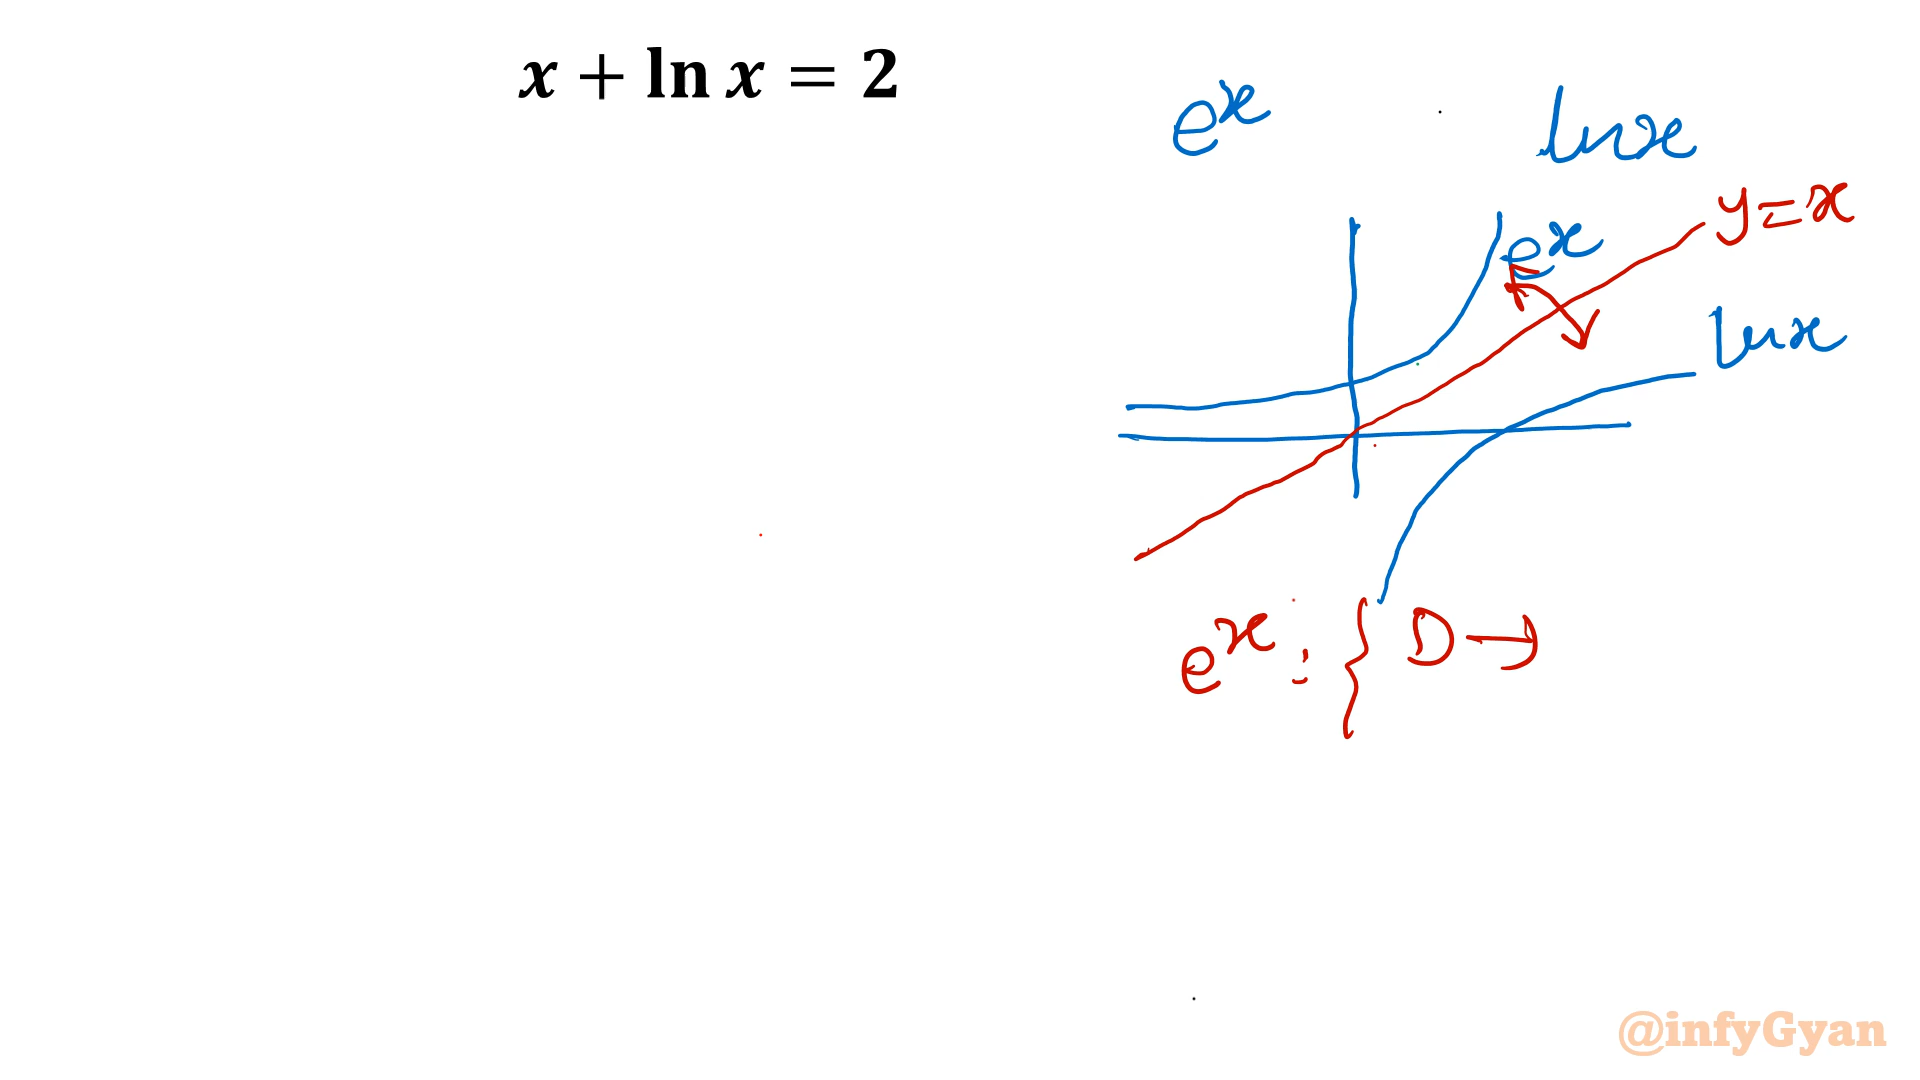 x + ln x = 2
e^x
ln x
y = x
e^x
ln x
e^x : { D →
@infyGyan